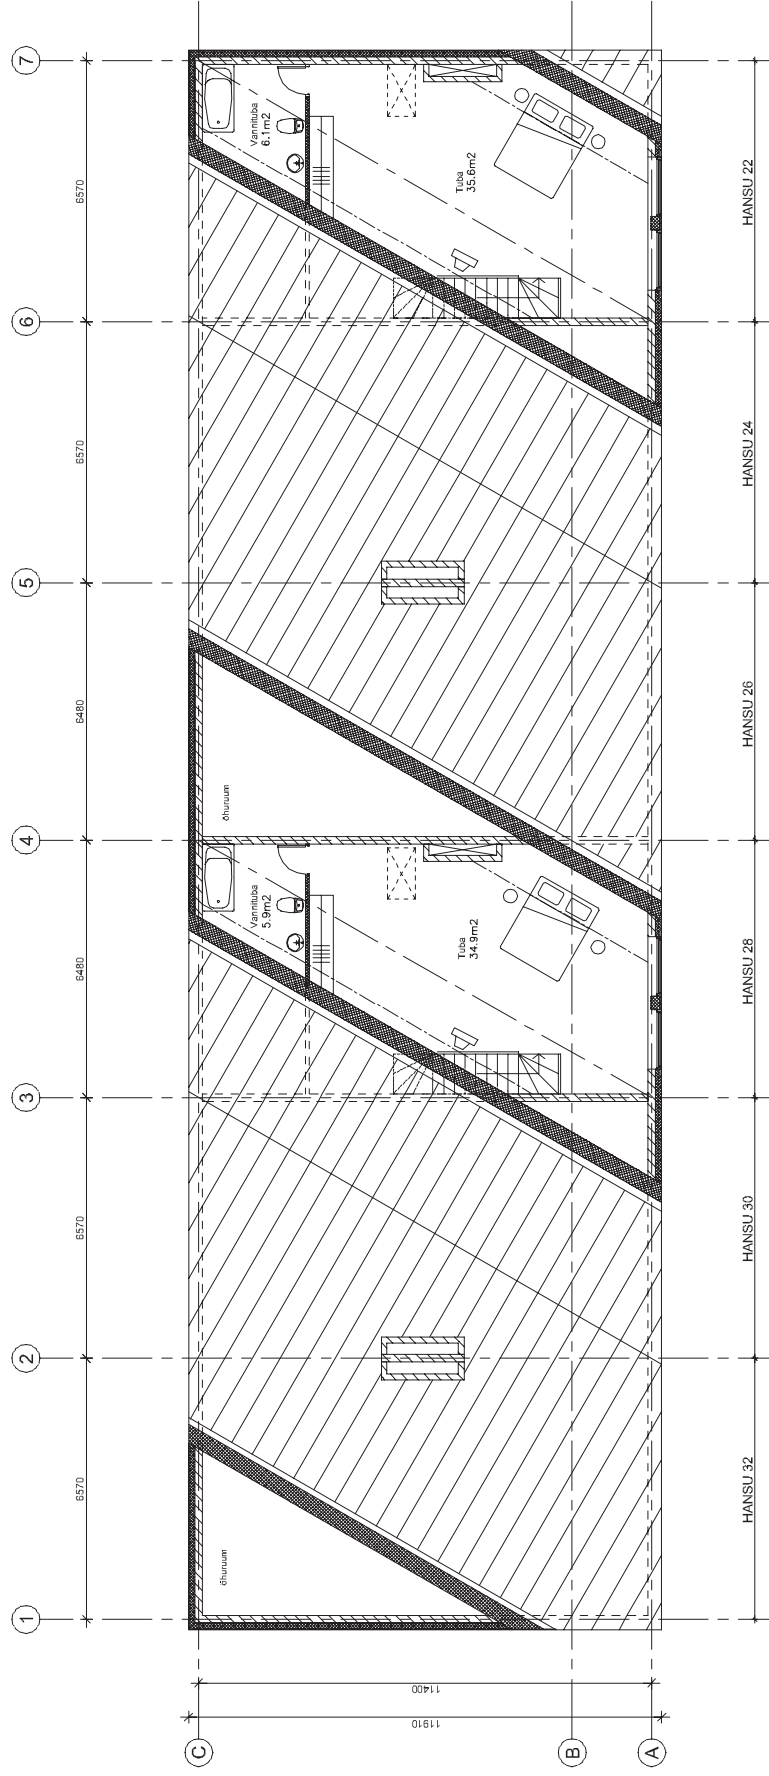 1
2
3
4
5
6
7
6570
6570
6480
6480
6570
6570
õhuruum
õhuruum
Vannituba
5.9m2
Tuba
34.9m2
Vannituba
6.1m2
Tuba
35.6m2
C
B
A
11400
11910
HANSU 32
HANSU 30
HANSU 28
HANSU 26
HANSU 24
HANSU 22